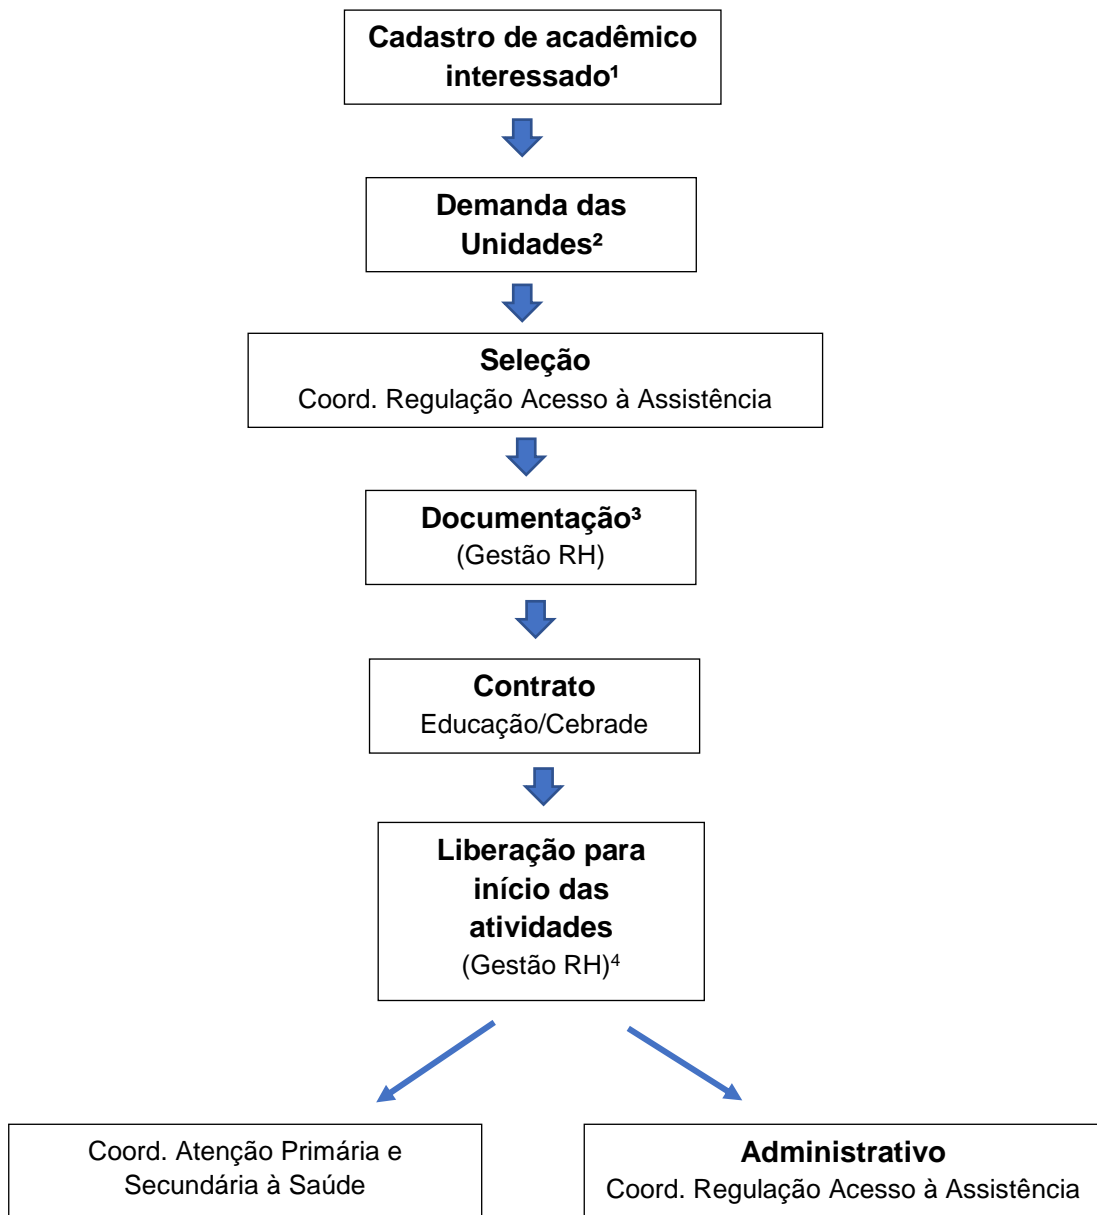 Cadastro de acadêmico
interessado¹
Demanda das
Unidades²
Seleção
Coord. Regulação Acesso à Assistência
Documentação³
(Gestão RH)
Contrato
Educação/Cebrade
Liberação para
início das
atividades
(Gestão RH)⁴
Coord. Atenção Primária e
Secundária à Saúde
Administrativo
Coord. Regulação Acesso à Assistência